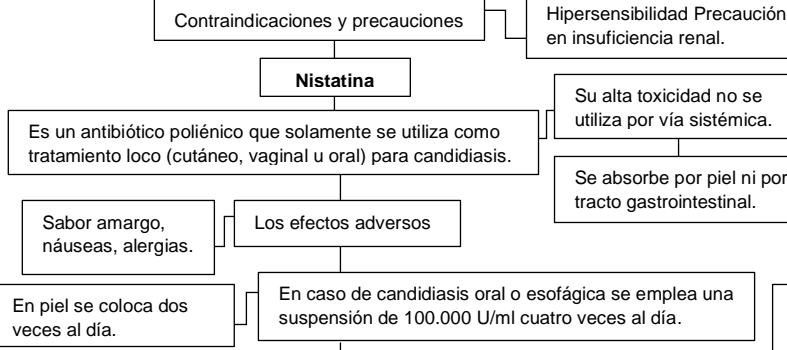 Contraindicaciones y precauciones
Hipersensibilidad Precaución
en insuficiencia renal.
Nistatina
Es un antibiótico poliénico que solamente se utiliza como
tratamiento loco (cutáneo, vaginal u oral) para candidiasis.
Su alta toxicidad no se
utiliza por vía sistémica.
Se absorbe por piel ni por
tracto gastrointestinal.
Sabor amargo,
náuseas, alergias.
Los efectos adversos
En piel se coloca dos
veces al día.
En caso de candidiasis oral o esofágica se emplea una
suspensión de 100.000 U/ml cuatro veces al día.